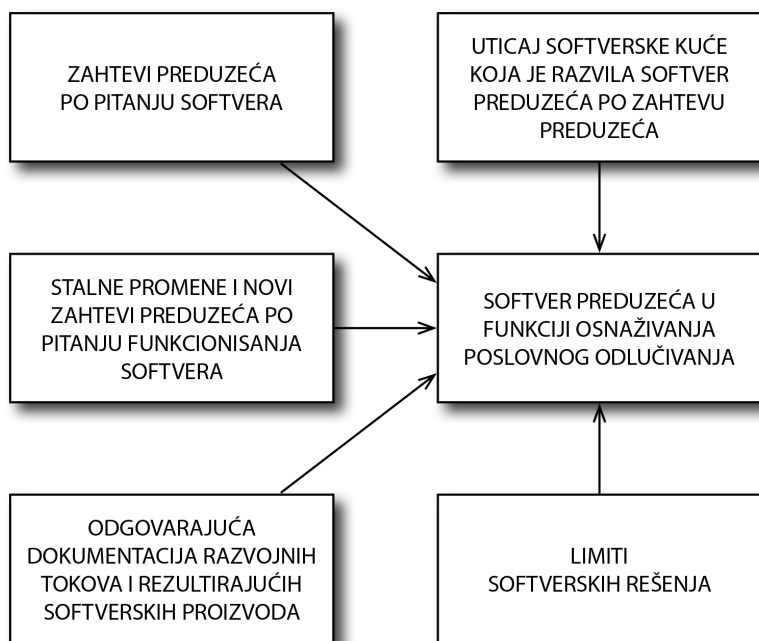 ZAHTEVI PREDUZEĆA
PO PITANJU SOFTVERA
UTICAJ SOFTVERSKE KUĆE
KOJA JE RAZVILA SOFTVER
PREDUZEĆA PO ZAHTEVU
PREDUZEĆA
STALNE PROMENE I NOVI
ZAHTEVI PREDUZEĆA PO
PITANJU FUNKCIONISANJA
SOFTVERA
SOFTVER PREDUZEĆA U
FUNKCIJI OSNAŽIVANJA
POSLOVNOG ODLUČIVANJA
ODGOVARAJUĆA
DOKUMENTACIJA RAZVOJNIH
TOKOVA I REZULTIRAJUĆIH
SOFTVERSKIH PROIZVODA
LIMITI
SOFTVERSKIH REŠENJA